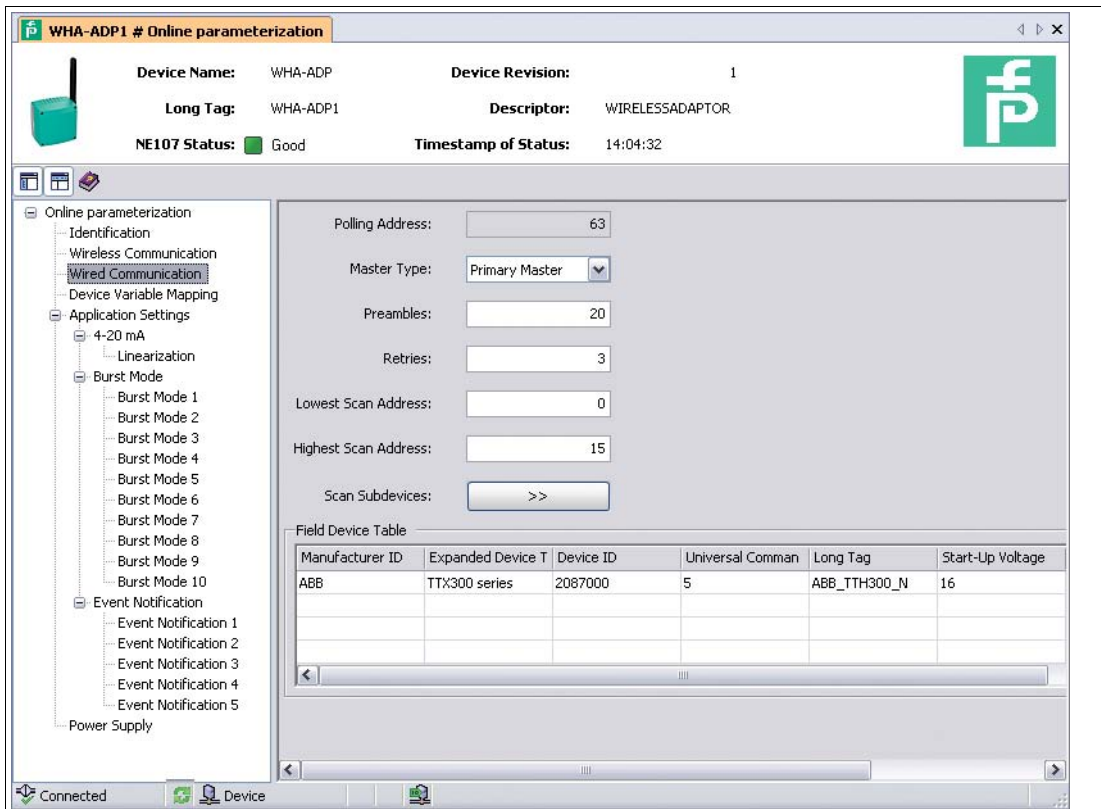 WHA-ADP1 # Online parameterization
Device Name: WHA-ADP Device Revision: 1
Long Tag: WHA-ADP1 Descriptor: WIRELESSADAPTOR
NE107 Status: Good Timestamp of Status: 14:04:32
Online parameterization
Identification
Wireless Communication
Wired Communication
Device Variable Mapping
Application Settings
4-20 mA
Linearization
Burst Mode
Burst Mode 1
Burst Mode 2
Burst Mode 3
Burst Mode 4
Burst Mode 5
Burst Mode 6
Burst Mode 7
Burst Mode 8
Burst Mode 9
Burst Mode 10
Event Notification
Event Notification 1
Event Notification 2
Event Notification 3
Event Notification 4
Event Notification 5
Power Supply
Polling Address: 63
Master Type: Primary Master
Preambles: 20
Retries: 3
Lowest Scan Address: 0
Highest Scan Address: 15
Scan Subdevices: >>
Field Device Table
Manufacturer ID Expanded Device T Device ID Universal Comman Long Tag Start-Up Voltage
ABB TTX300 series 2087000 5 ABB_TTH300_N 16
Connected Device